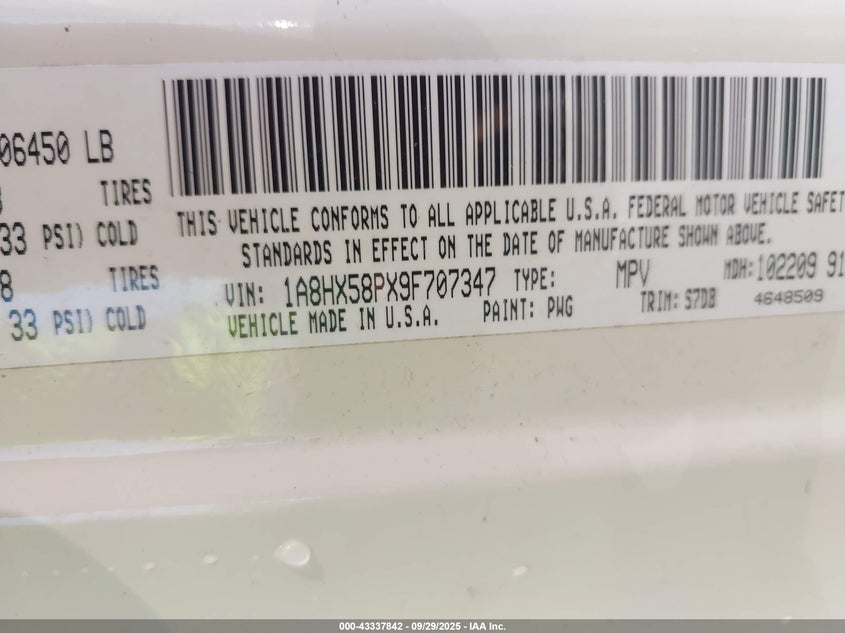 06450 LB
TIRES
33 PSI) COLD
8 TIRES
33 PSI) COLD
THIS VEHICLE CONFORMS TO ALL APPLICABLE U.S.A. FEDERAL MOTOR VEHICLE SAFET
STANDARDS IN EFFECT ON THE DATE OF MANUFACTURE SHOWN ABOVE.
VIN: 1A8HX58PX9F707347 TYPE: MPV MDH:102209 91
VEHICLE MADE IN U.S.A. PAINT: PWG TRIM: S7DB 4648509
000-43337842 - 09/29/2025 - IAA Inc.